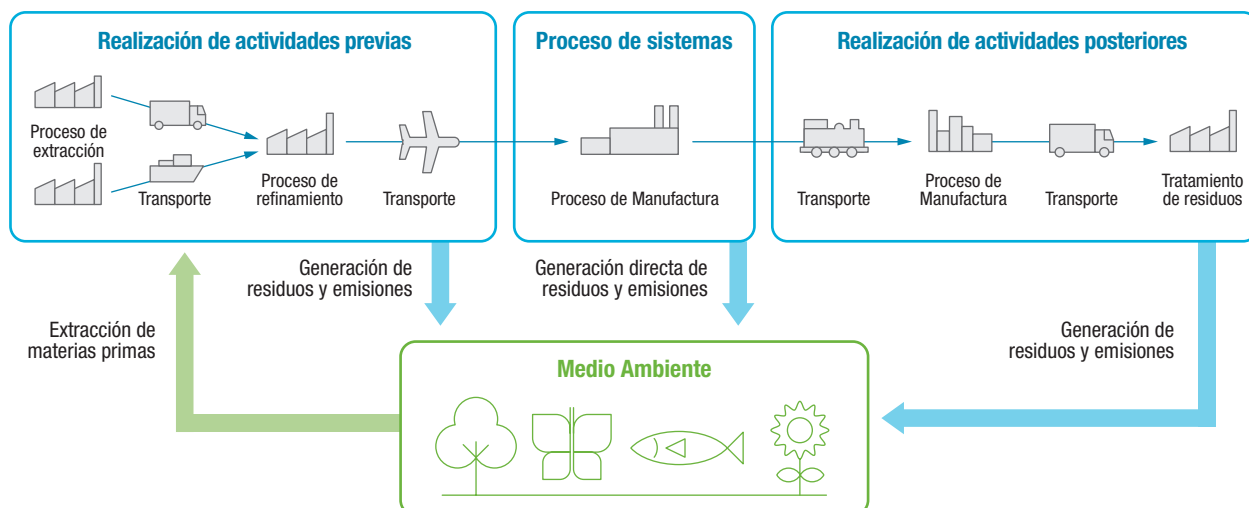 Realización de actividades previas
Proceso de
extracción
Transporte
Proceso de
refinamiento
Transporte
Proceso de sistemas
Proceso de Manufactura
Realización de actividades posteriores
Transporte
Proceso de
Manufactura
Transporte
Tratamiento
de residuos
Generación de
residuos y emisiones
Generación directa de
residuos y emisiones
Extracción de
materias primas
Generación de
residuos y emisiones
Medio Ambiente